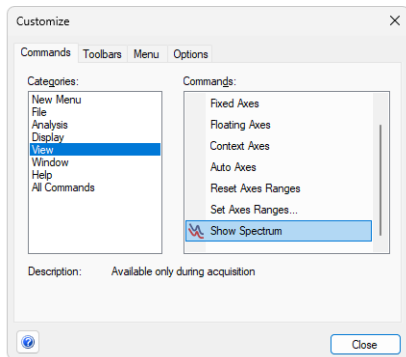 Customize
Commands Toolbars Menu Options
Categories:
New Menu
File
Analysis
Display
View
Window
Help
All Commands
Commands:
Fixed Axes
Floating Axes
Context Axes
Auto Axes
Reset Axes Ranges
Set Axes Ranges...
Show Spectrum
Description: Available only during acquisition
?
Close